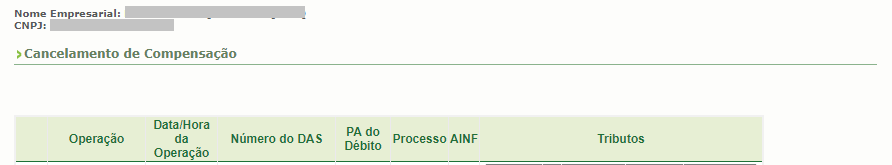 Nome Empresarial:
CNPJ:
Cancelamento de Compensação
Operação Data/Hora da Operação Número do DAS PA do Débito Processo AINF Tributos